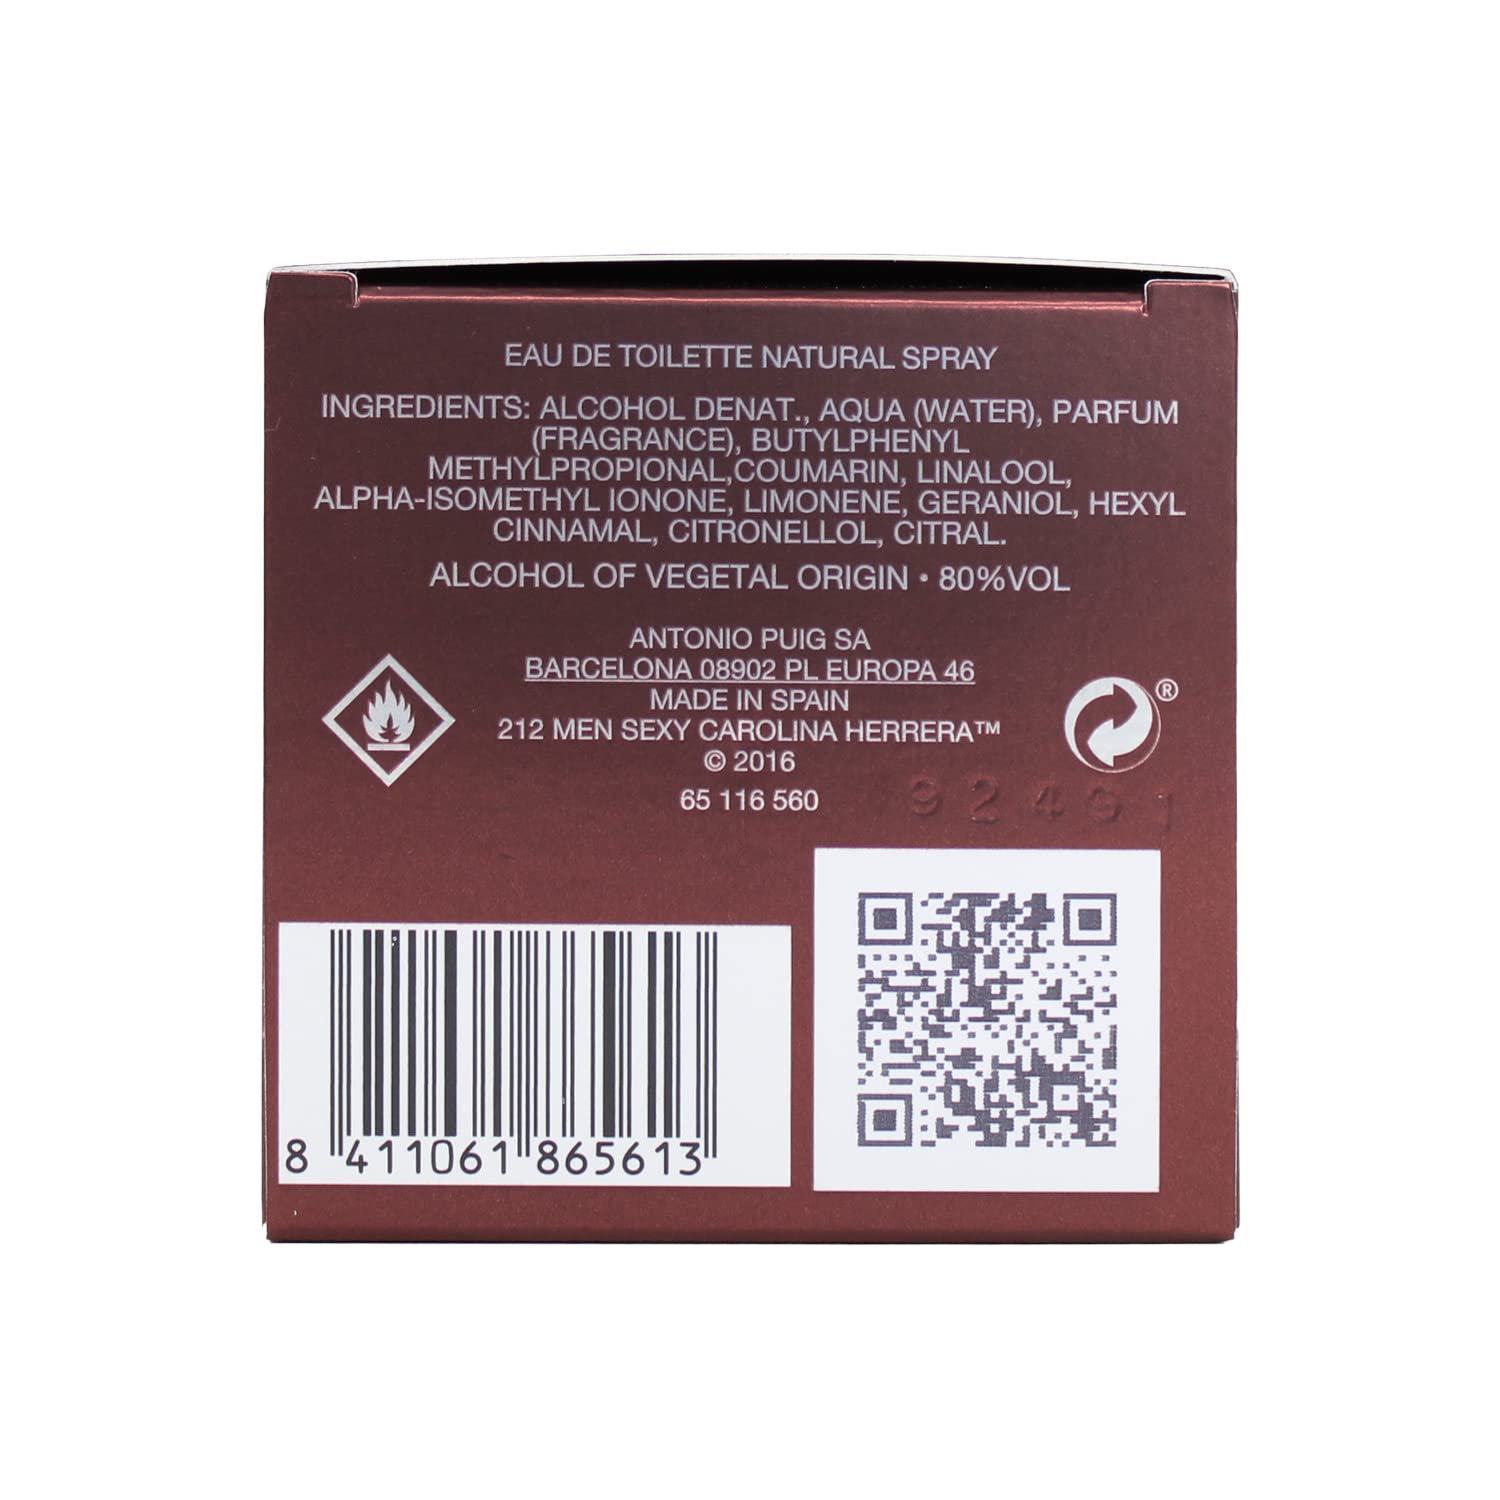 EAU DE TOILETTE NATURAL SPRAY
INGREDIENTS: ALCOHOL DENAT., AQUA (WATER), PARFUM
(FRAGRANCE), BUTYLPHENYL
METHYLPROPIONAL,COUMARIN, LINALOOL,
ALPHA-ISOMETHYL IONONE, LIMONENE, GERANIOL, HEXYL
CINNAMAL, CITRONELLOL, CITRAL.
ALCOHOL OF VEGETAL ORIGIN • 80%VOL
ANTONIO PUIG SA
BARCELONA 08902 PL EUROPA 46
MADE IN SPAIN
212 MEN SEXY CAROLINA HERRERA™
© 2016
®
65 116 560
8 411061 865613